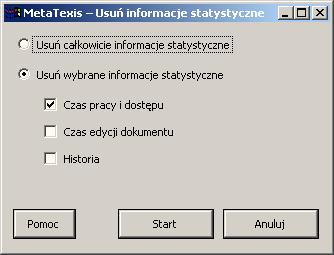 MetaTexis – Usuń informacje statystyczne
Usuń całkowicie informacje statystyczne
Usuń wybrane informacje statystyczne
Czas pracy i dostępu
Czas edycji dokumentu
Historia
Pomoc
Start
Anuluj